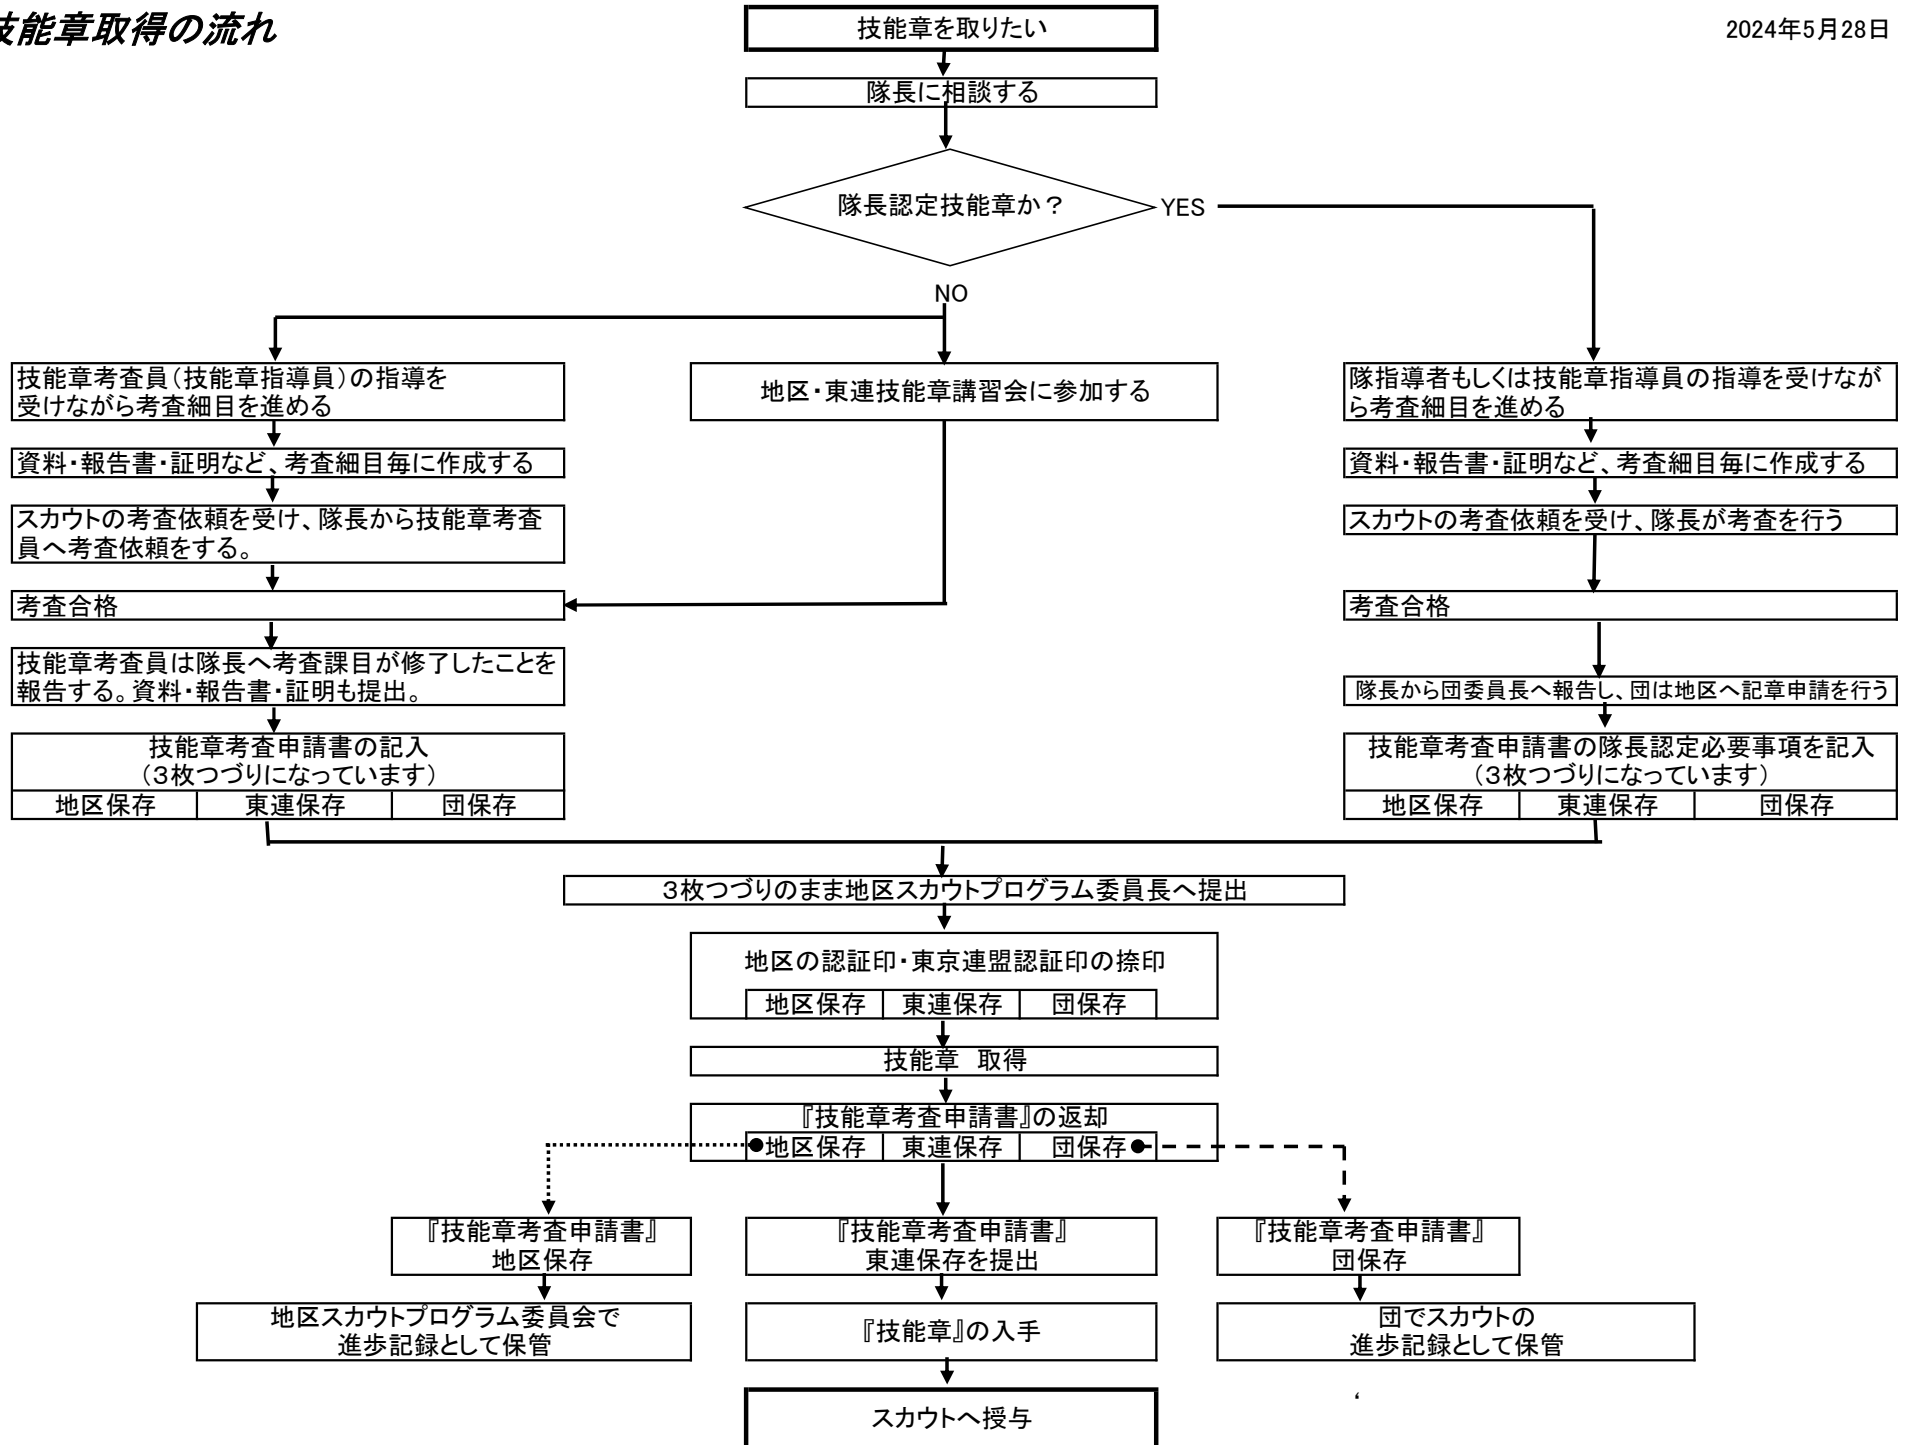 技能章取得の流れ
2024年5月28日
技能章を取りたい
隊長に相談する
隊長認定技能章か？
YES
NO
技能章考査員（技能章指導員）の指導を
受けながら考査細目を進める
資料・報告書・証明など、考査細目毎に作成する
スカウトの考査依頼を受け、隊長から技能章考査
員へ考査依頼をする。
考査合格
技能章考査員は隊長へ考査課目が修了したことを
報告する。資料・報告書・証明も提出。
技能章考査申請書の記入
（３枚つづりになっています）
地区保存 東連保存 団保存
地区・東連技能章講習会に参加する
隊指導者もしくは技能章指導員の指導を受けなが
ら考査細目を進める
資料・報告書・証明など、考査細目毎に作成する
スカウトの考査依頼を受け、隊長が考査を行う
考査合格
隊長から団委員長へ報告し、団は地区へ記章申請を行う
技能章考査申請書の隊長認定必要事項を記入
（３枚つづりになっています）
地区保存 東連保存 団保存
３枚つづりのまま地区スカウトプログラム委員長へ提出
地区の認証印・東京連盟認証印の捺印
地区保存 東連保存 団保存
技能章　取得
『技能章考査申請書』の返却
地区保存 東連保存 団保存
『技能章考査申請書』
地区保存
地区スカウトプログラム委員会で
進歩記録として保管
『技能章考査申請書』
東連保存を提出
『技能章』の入手
スカウトへ授与
『技能章考査申請書』
団保存
団でスカウトの
進歩記録として保管
‘